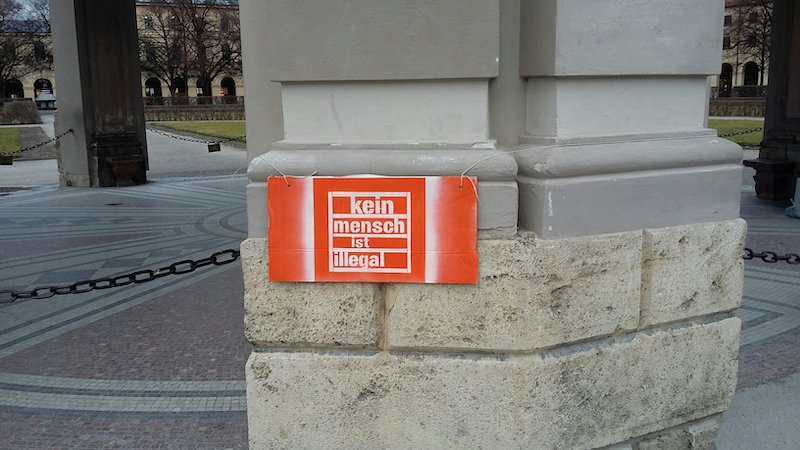 kein
mensch
ist
illegal